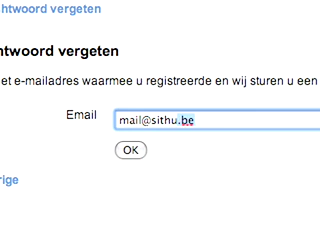 htwoord vergeten
ntwoord vergeten
et e-mailadres waarmee u registreerde en wij sturen u een
Email
mail@sithu.be
OK
rige